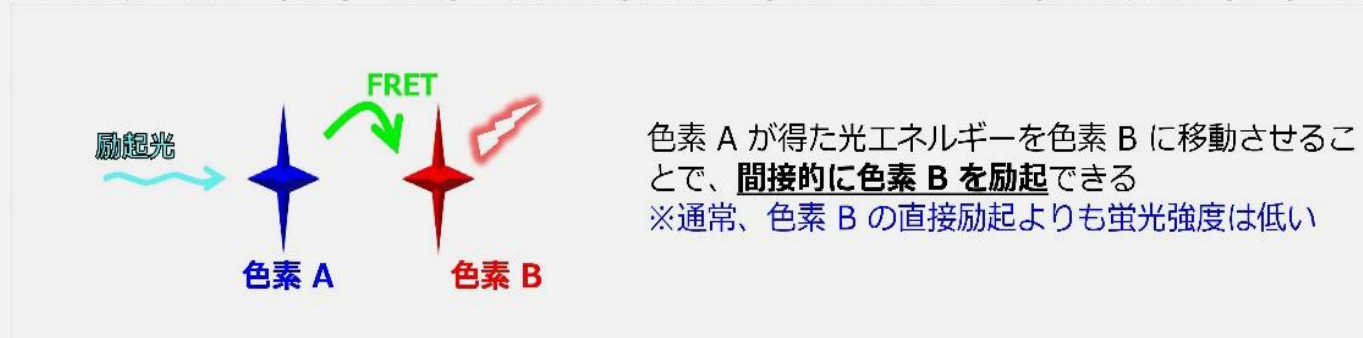 FRET
励起光
色素 A が得た光エネルギーを色素 B に移動させるこ
とで、間接的に色素 B を励起できる
※通常、色素 B の直接励起よりも蛍光強度は低い
色素 A
色素 B